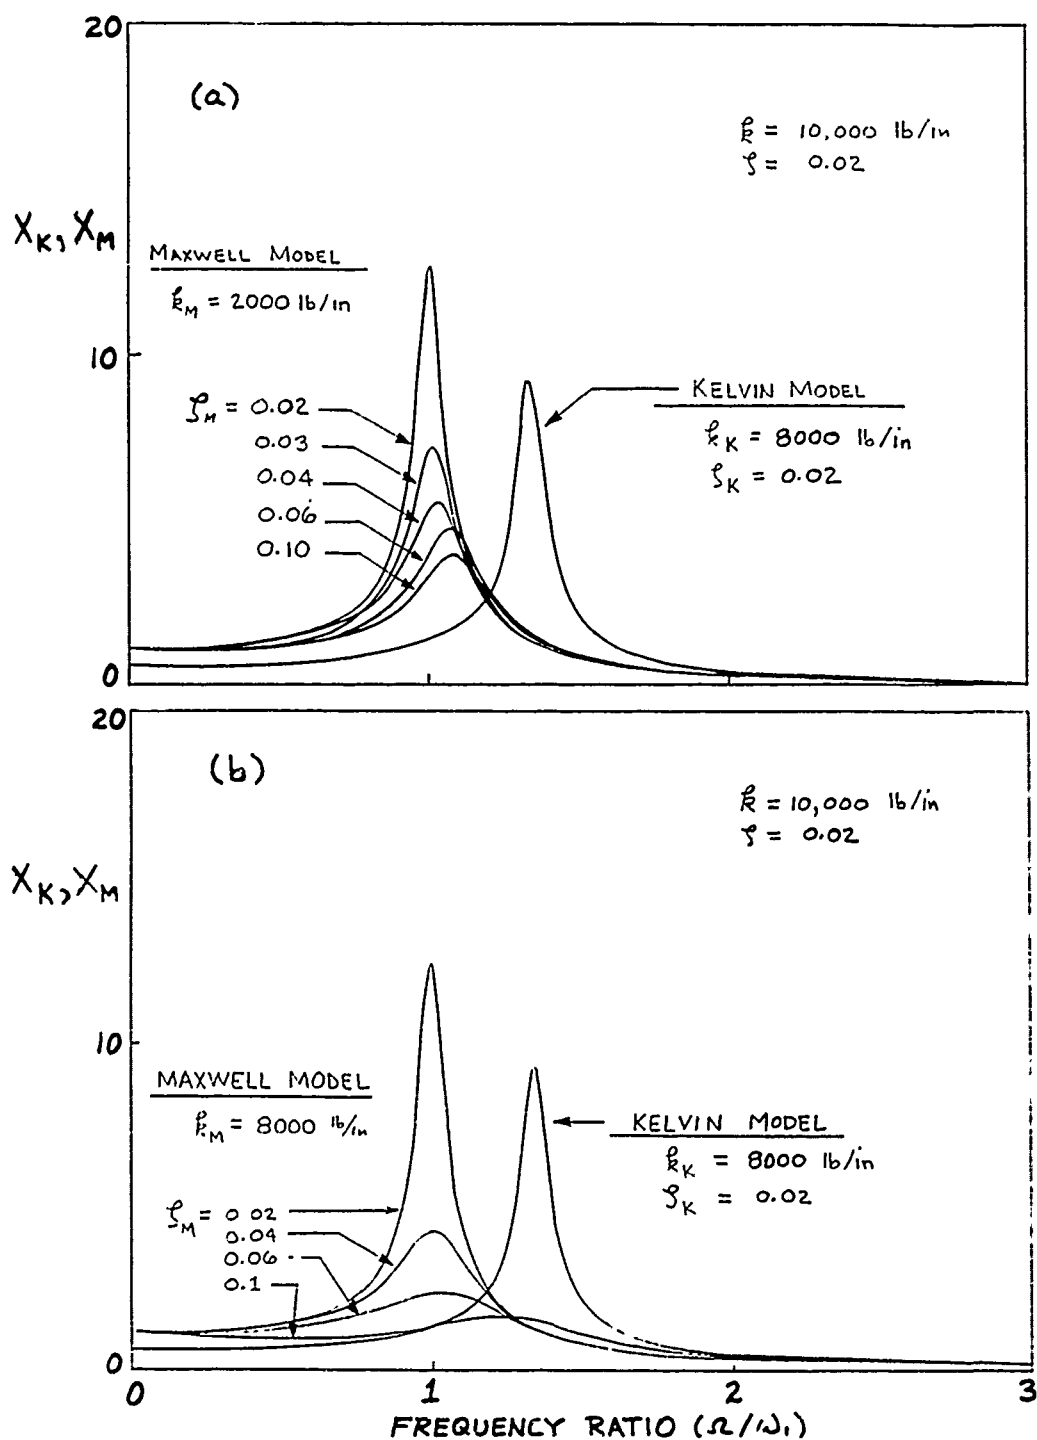 20
(a)
k = 10,000 lb/in
ζ = 0.02
X_K, X_M
MAXWELL MODEL
k_M = 2000 lb/in
10
ζ_M = 0.02
0.03
0.04
0.06
0.10
KELVIN MODEL
k_K = 8000 lb/in
ζ_K = 0.02
0
20
(b)
k = 10,000 lb/in
ζ = 0.02
X_K, X_M
10
MAXWELL MODEL
k_M = 8000 lb/in
ζ_M = 0.02
0.04
0.06
0.1
KELVIN MODEL
k_K = 8000 lb/in
ζ_K = 0.02
0
0 1 2 3
FREQUENCY RATIO (Ω/ω₁)